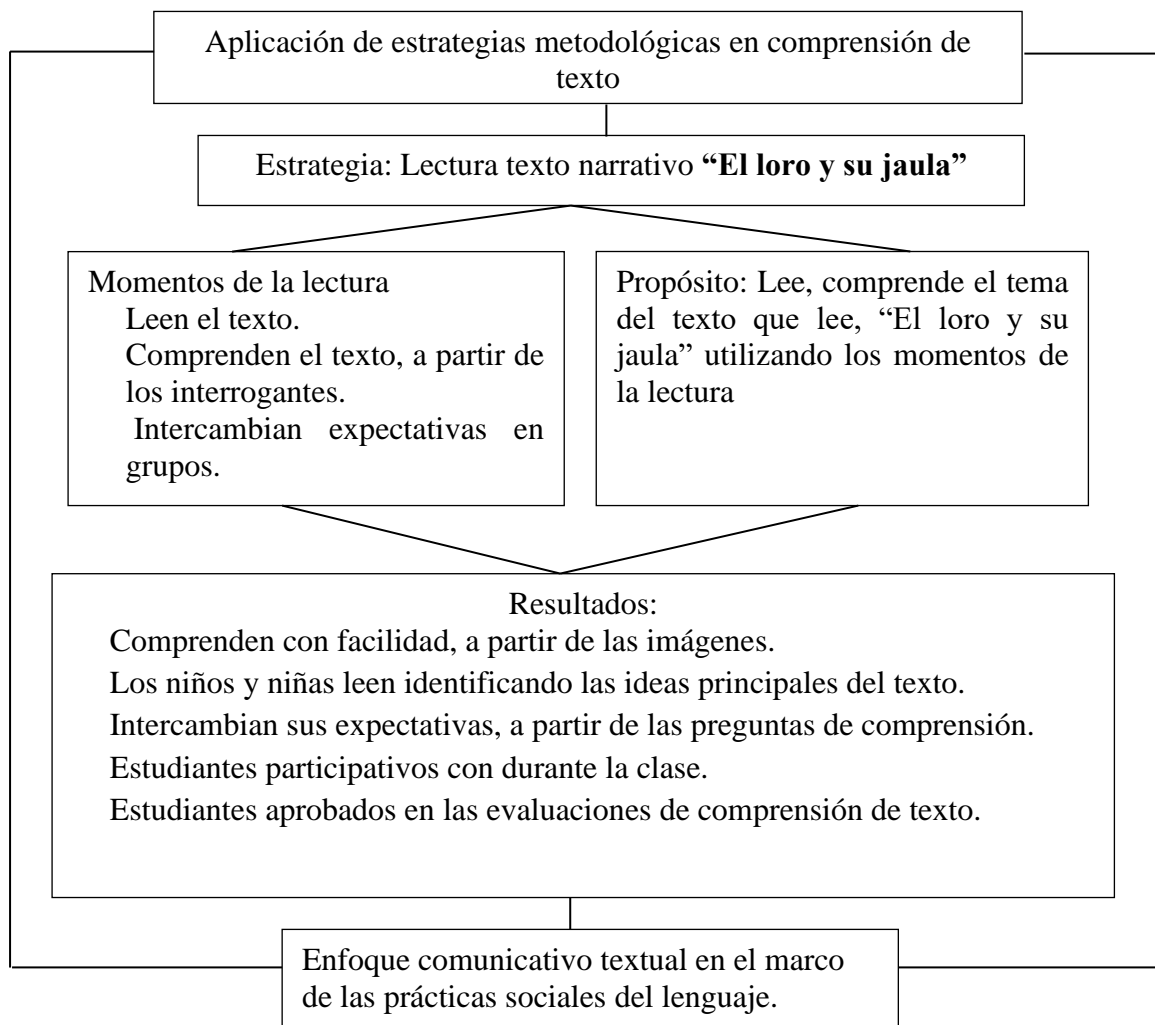 Aplicación de estrategias metodológicas en comprensión de
texto
Estrategia: Lectura texto narrativo “El loro y su jaula”
Momentos de la lectura
Leen el texto.
Comprenden el texto, a partir de
los interrogantes.
Intercambian expectativas en
grupos.
Propósito: Lee, comprende el tema
del texto que lee, “El loro y su
jaula” utilizando los momentos de
la lectura
Resultados:
Comprenden con facilidad, a partir de las imágenes.
Los niños y niñas leen identificando las ideas principales del texto.
Intercambian sus expectativas, a partir de las preguntas de comprensión.
Estudiantes participativos con durante la clase.
Estudiantes aprobados en las evaluaciones de comprensión de texto.
Enfoque comunicativo textual en el marco
de las prácticas sociales del lenguaje.